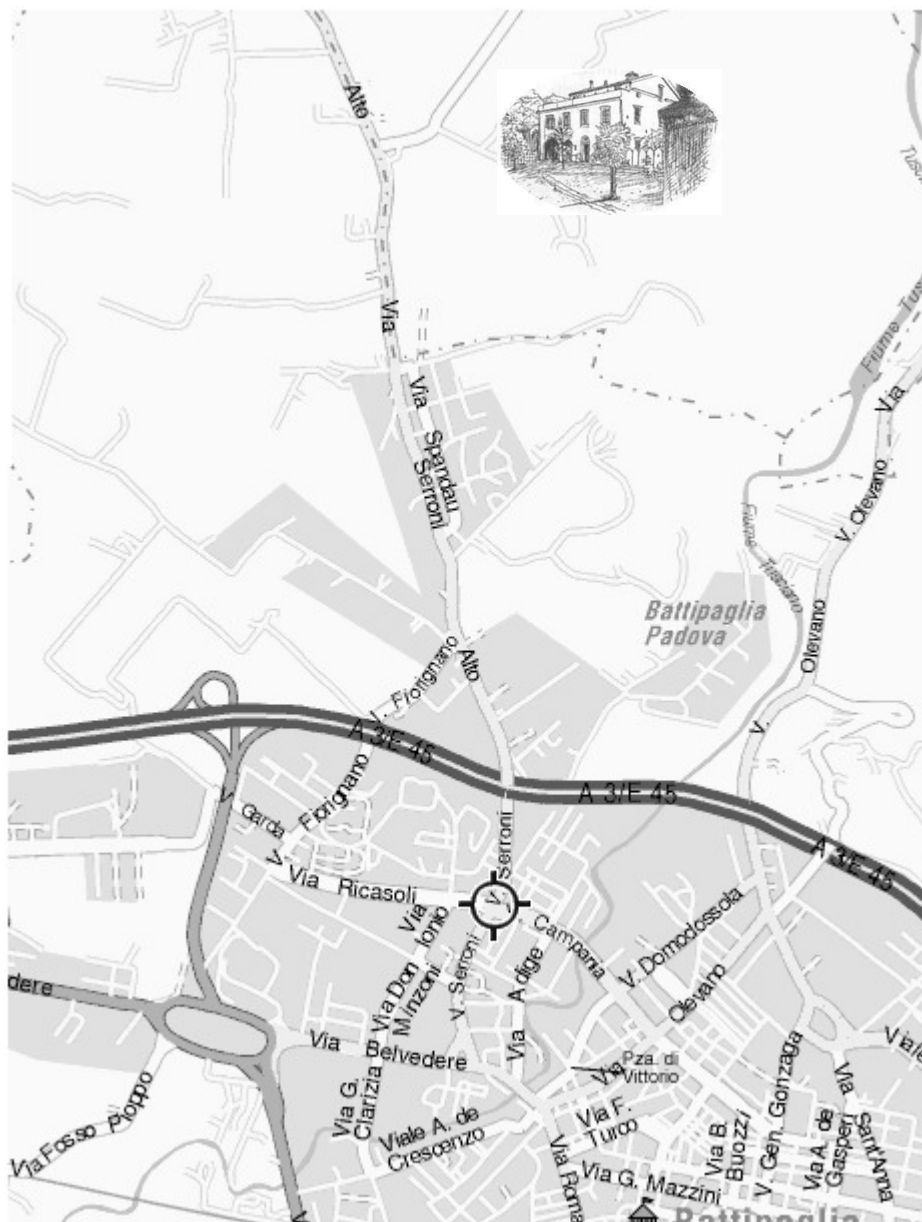 Alto
Via
Fiume Tusc
Via
Via
Spandau
Serroni
V. Olevano
Fiume
Tusciano
Battipaglia
Padova
Olevano
Alto
V. Fiorignano
A 3/E 45
V.
A 3/E 45
V.
Garda
Fiorignano
V.
Serroni
A 3/E 45
Via Ricasoli
V.
Via
Ionio
Campania
V. Domodossola
V. Serroni
Via Adige
Olevano
dere
Via Don
Minzoni
Via Belvedere
Via
Pza. di
Vittorio
Viale
Via Fosso Pioppo
Via G.
Clarizia
Viale A. de
Crescenzo
Via F.
Turco
Via B.
Buozzi
V. Gen. Gonzaga
Via A. de
Gasperi
Via
Sant'Anna
Via Roma
Via G. Mazzini
Battipaglia
V